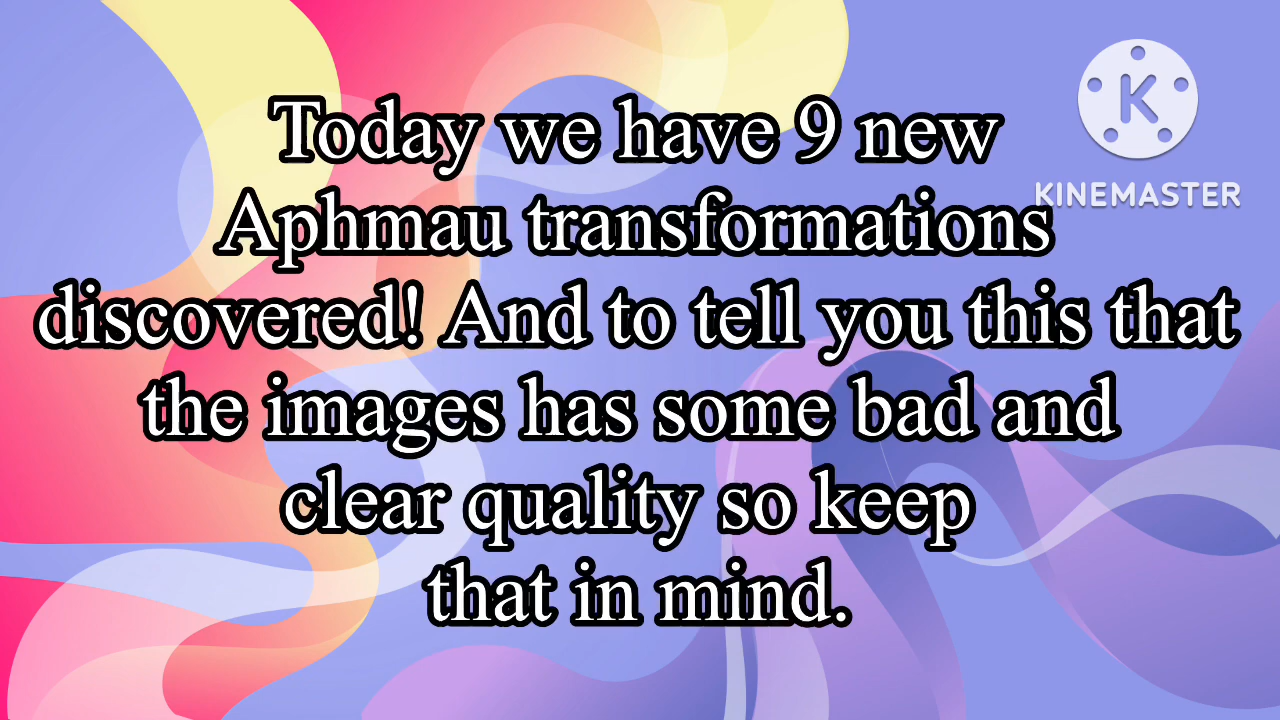 Today we have 9 new
Aphmau transformations
discovered! And to tell you this that
the images has some bad and
clear quality so keep
that in mind.
K
KINEMASTER